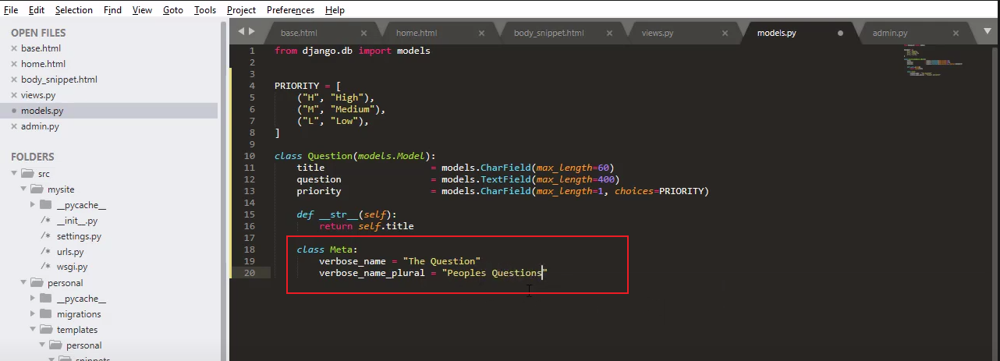 File Edit Selection Find View Goto Tools Project Preferences Help
OPEN FILES
base.html
home.html
body_snippet.html
views.py
models.py
admin.py
FOLDERS
src
mysite
__pycache__
/* __init__.py
/* settings.py
/* urls.py
/* wsgi.py
personal
__pycache__
migrations
templates
personal
snippets
base.html home.html body_snippet.html views.py models.py admin.py
1 from django.db import models
2
3
4 PRIORITY = [
5 ("H", "High"),
6 ("M", "Medium"),
7 ("L", "Low"),
8 ]
9
10 class Question(models.Model):
11 title = models.CharField(max_length=60)
12 question = models.TextField(max_length=400)
13 priority = models.CharField(max_length=1, choices=PRIORITY)
14
15 def __str__(self):
16 return self.title
17
18 class Meta:
19 verbose_name = "The Question"
20 verbose_name_plural = "Peoples Questions"